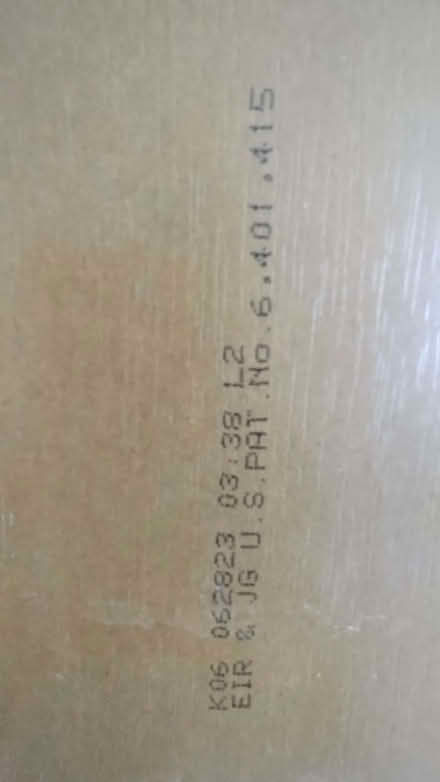 K06 062823 03:38 L2
EIR & JG U.S.PAT.No.6,401,415